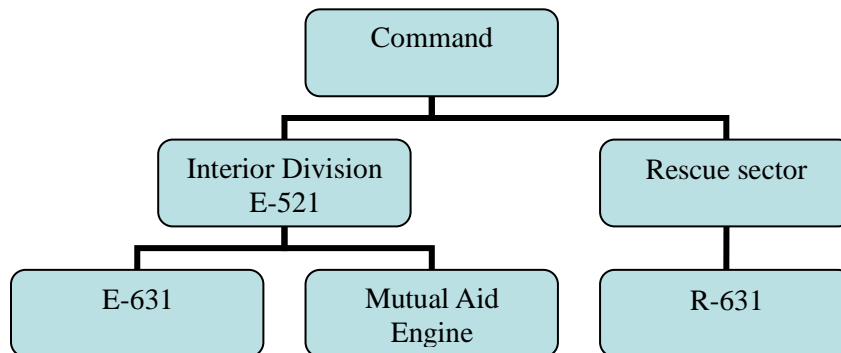 Command
Interior Division
E-521
Rescue sector
E-631
Mutual Aid
Engine
R-631